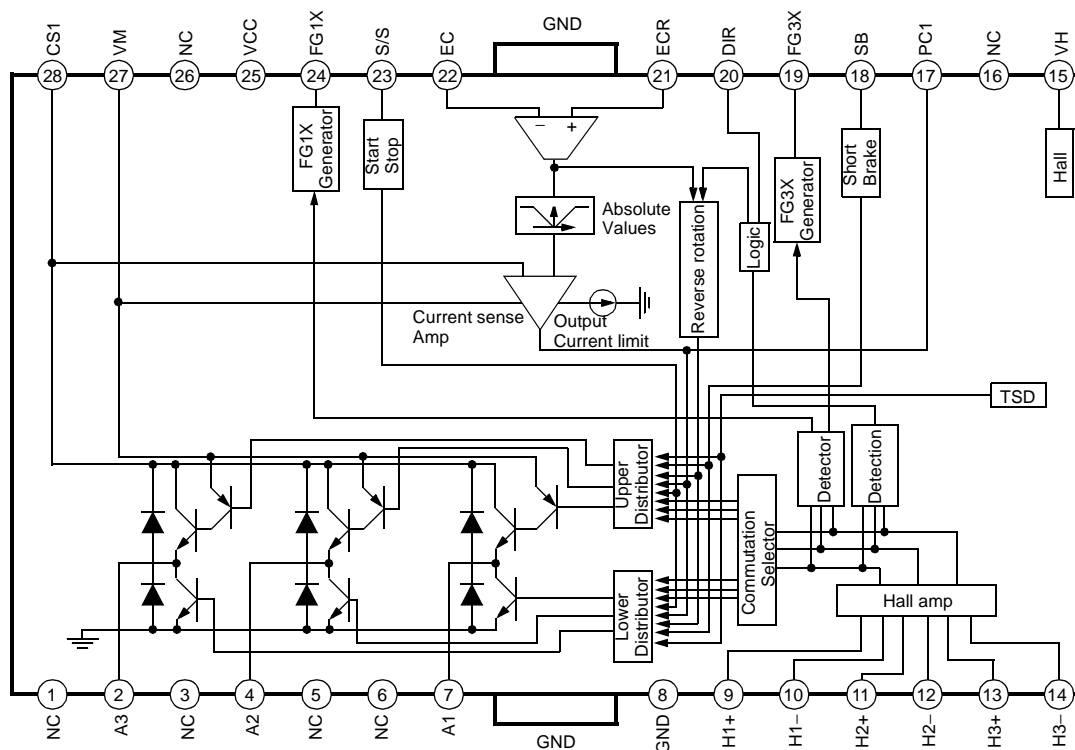 CS1
VM
NC
VCC
FG1X
S/S
EC
GND
ECR
DIR
FG3X
SB
PC1
NC
VH
28
27
26
25
24
23
22
21
20
19
18
17
16
15
FG1X
Generator
Start
Stop
− +
Absolute
Values
Reverse rotation
Logic
FG3X
Generator
Short
Brake
Hall
Current sense
Amp
Output
Current limit
TSD
Upper
Distributor
Detector
Detection
Commutation
Selector
Lower
Distributor
Hall amp
1
2
3
4
5
6
7
8
9
10
11
12
13
14
NC
A3
NC
A2
NC
NC
A1
GND
GND
H1+
H1−
H2+
H2−
H3+
H3−